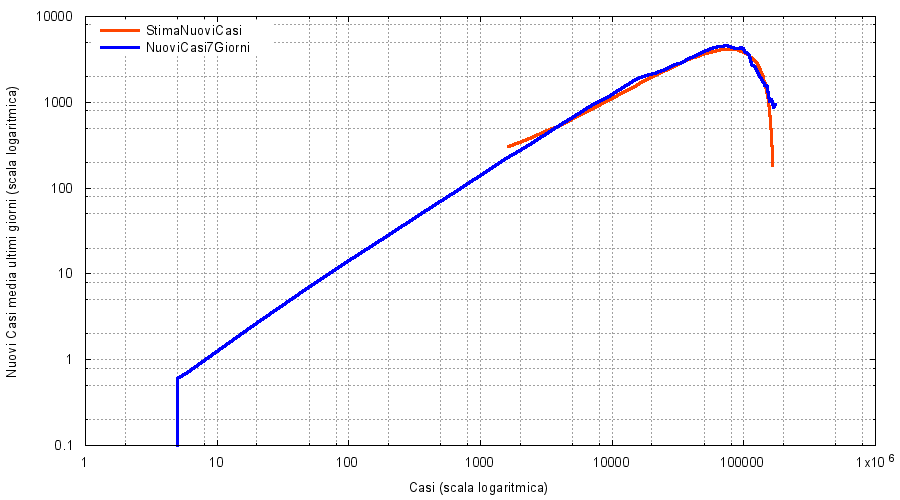 StimaNuoviCasi
NuoviCasi7Giorni
Nuovi Casi media ultimi giorni (scala logaritmica)
10000
1000
100
10
1
0.1
1
10
100
1000
10000
100000
1x10 6
Casi (scala logaritmica)